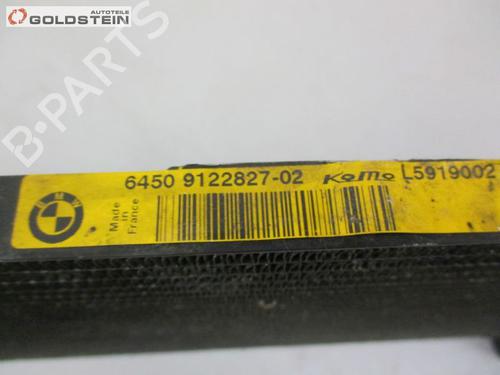 Autoteile
GOLDSTEIN
B-PARTS
BMW
Made in France
6450 9122827-02 KoMo L5919002